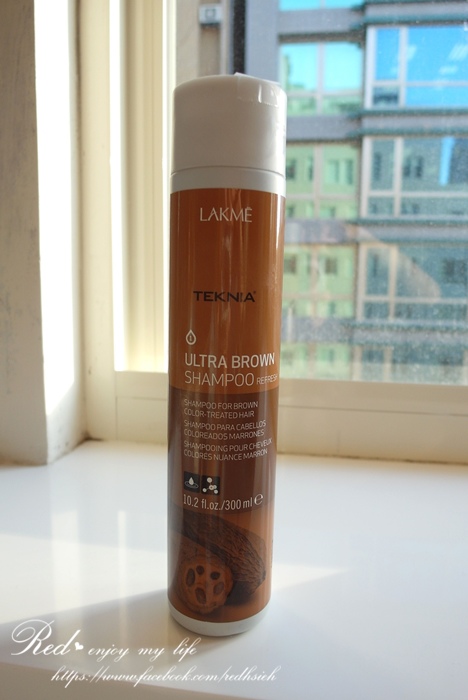 LAKMĒ
TEKNIA®
ULTRA BROWN
SHAMPOO REFRESH
SHAMPOO FOR BROWN
COLOR-TREATED HAIR
SHAMPOO PARA CABELLOS
COLOREADOS MARRONES
SHAMPOOING POUR CHEVEUX
COLORÉS NUANCE MARRON
10.2 fl.oz./300 ml ℮
Red♥ enjoy my life
https://www.facebook.com/redhsieh